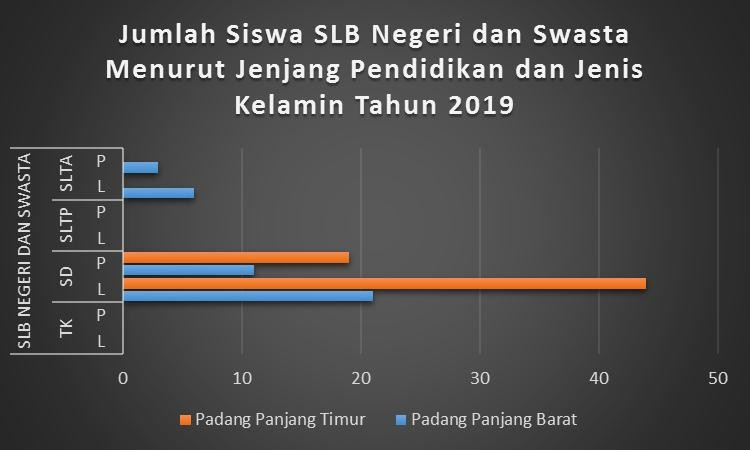 Jumlah Siswa SLB Negeri dan Swasta
Menurut Jenjang Pendidikan dan Jenis
Kelamin Tahun 2019
SLB NEGERI DAN SWASTA
SLTA
P
L
SLTP
P
L
SD
P
L
TK
P
L
0 10 20 30 40 50
Padang Panjang Timur Padang Panjang Barat